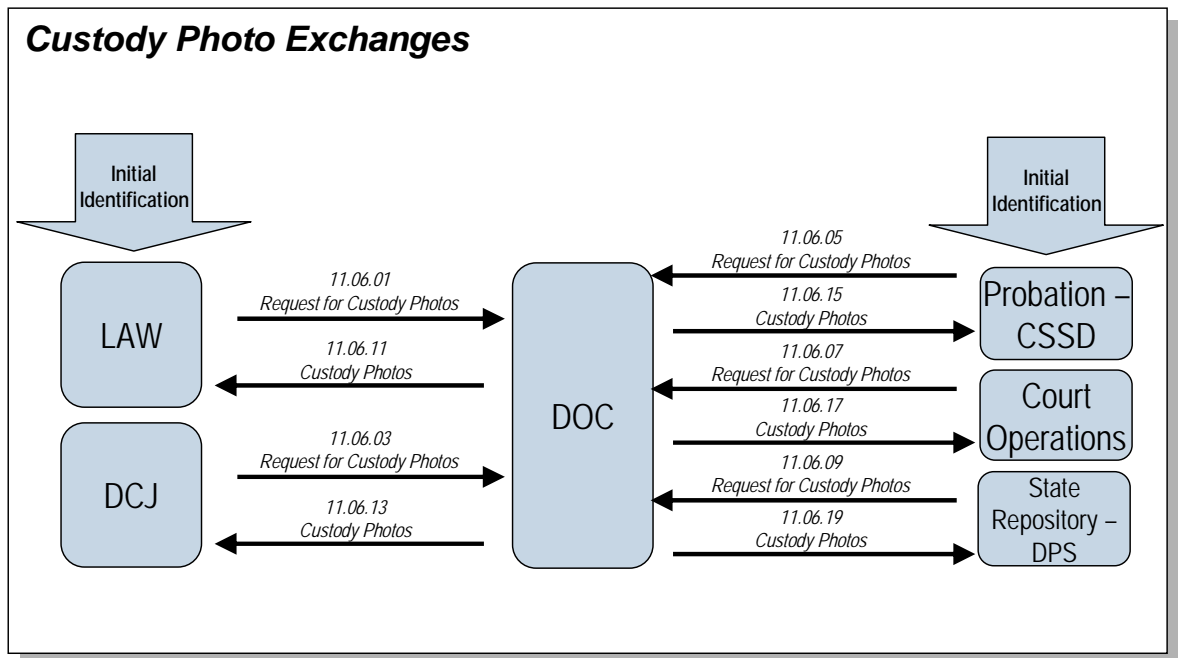 Custody Photo Exchanges
Initial
Identification
Initial
Identification
LAW
11.06.01
Request for Custody Photos
11.06.11
Custody Photos
DCJ
11.06.03
Request for Custody Photos
11.06.13
Custody Photos
DOC
11.06.05
Request for Custody Photos
11.06.15
Custody Photos
Probation –
CSSD
11.06.07
Request for Custody Photos
11.06.17
Custody Photos
Court
Operations
11.06.09
Request for Custody Photos
11.06.19
Custody Photos
State
Repository –
DPS